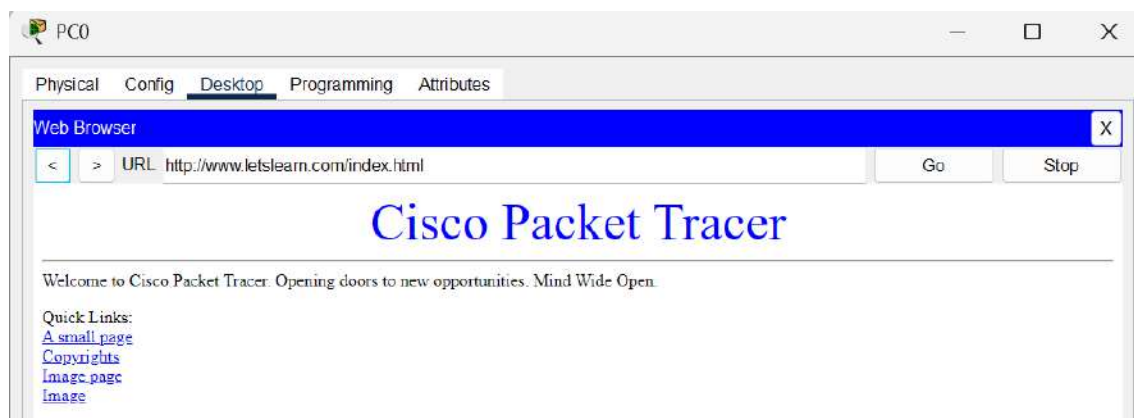 PC0
Physical Config Desktop Programming Attributes
Web Browser
X
< > URL http://www.letslearn.com/index.html Go Stop
Cisco Packet Tracer
Welcome to Cisco Packet Tracer. Opening doors to new opportunities. Mind Wide Open.
Quick Links:
A small page
Copyrights
Image page
Image